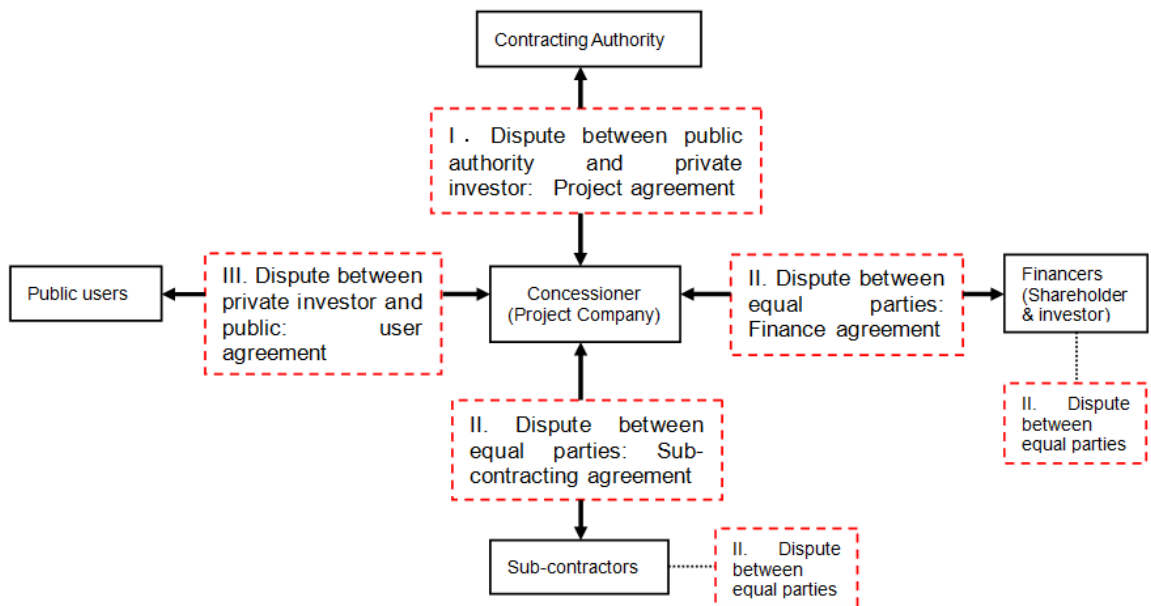 Contracting Authority
I . Dispute between public
authority and private
investor: Project agreement
Public users
III. Dispute between
private investor and
public: user
agreement
Concessioner
(Project Company)
II. Dispute between
equal parties:
Finance agreement
Financers
(Shareholder
& investor)
II. Dispute
between
equal parties
II. Dispute between
equal parties: Sub-
contracting agreement
Sub-contractors
II. Dispute
between
equal parties